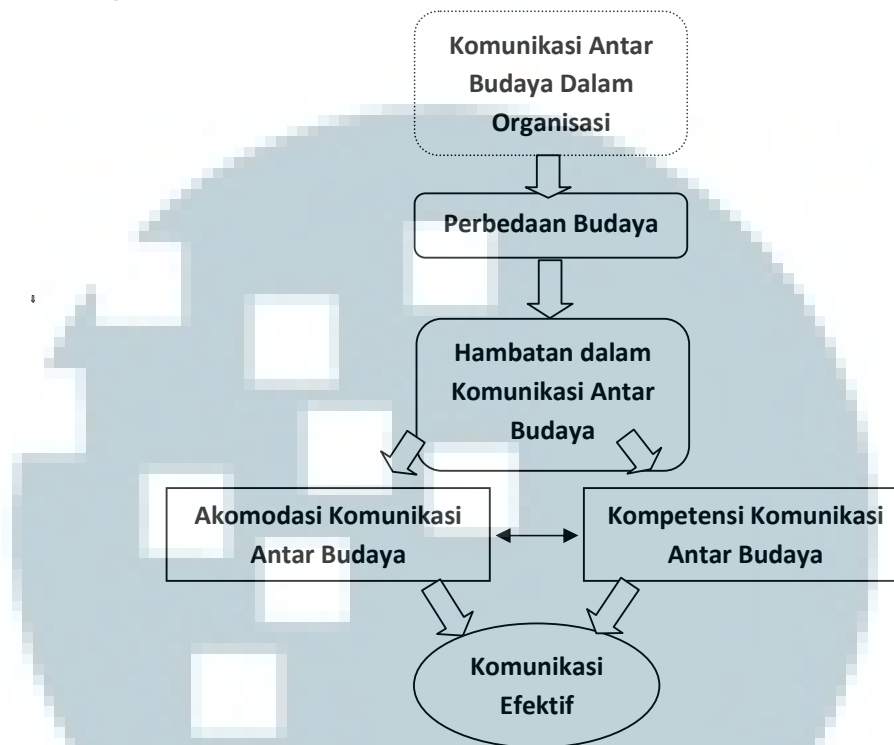 Komunikasi Antar
Budaya Dalam
Organisasi
Perbedaan Budaya
Hambatan dalam
Komunikasi Antar
Budaya
Akomodasi Komunikasi
Antar Budaya
Kompetensi Komunikasi
Antar Budaya
Komunikasi
Efektif